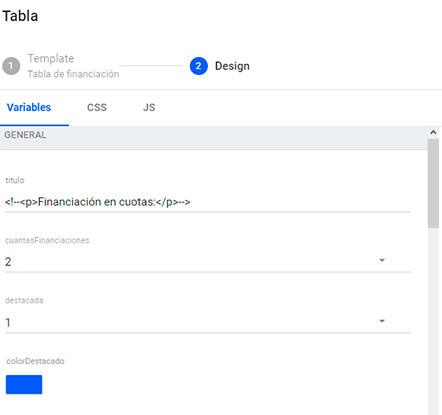 Tabla
1 Template
Tabla de financiación
2 Design
Variables CSS JS
GENERAL
titulo
<!--<p>Financiación en cuotas:</p>-->
cuantasFinanciaciones
2
destacada
1
colorDestacado